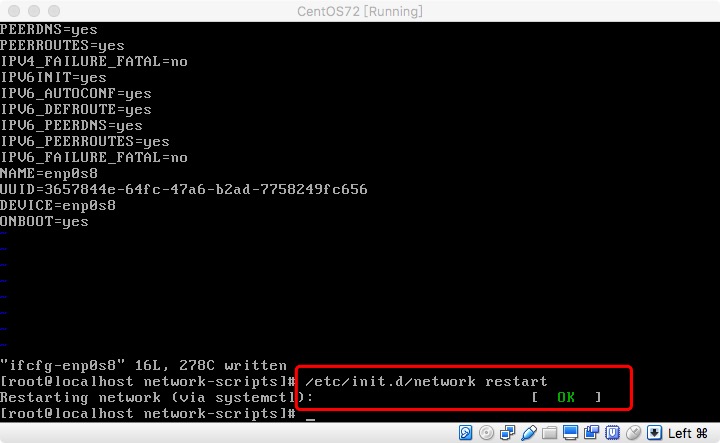 CentOS72 [Running]
PEERDNS=yes
PEERROUTES=yes
IPV4_FAILURE_FATAL=no
IPV6INIT=yes
IPV6_AUTOCONF=yes
IPV6_DEFROUTE=yes
IPV6_PEERDNS=yes
IPV6_PEERROUTES=yes
IPV6_FAILURE_FATAL=no
NAME=enp0s8
UUID=3657844e-64fc-47a6-b2ad-7758249fc656
DEVICE=enp0s8
ONBOOT=yes
~
~
~
~
~
~
~
~
"ifcfg-enp0s8" 16L, 278C written
[root@localhost network-scripts]# /etc/init.d/network restart
Restarting network (via systemctl): [ OK ]
[root@localhost network-scripts]# _
Left ⌘